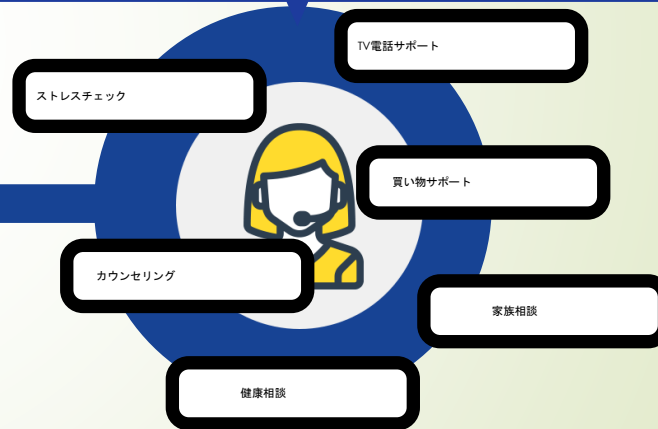 TV電話サポート
ストレスチェック
買い物サポート
カウンセリング
家族相談
健康相談